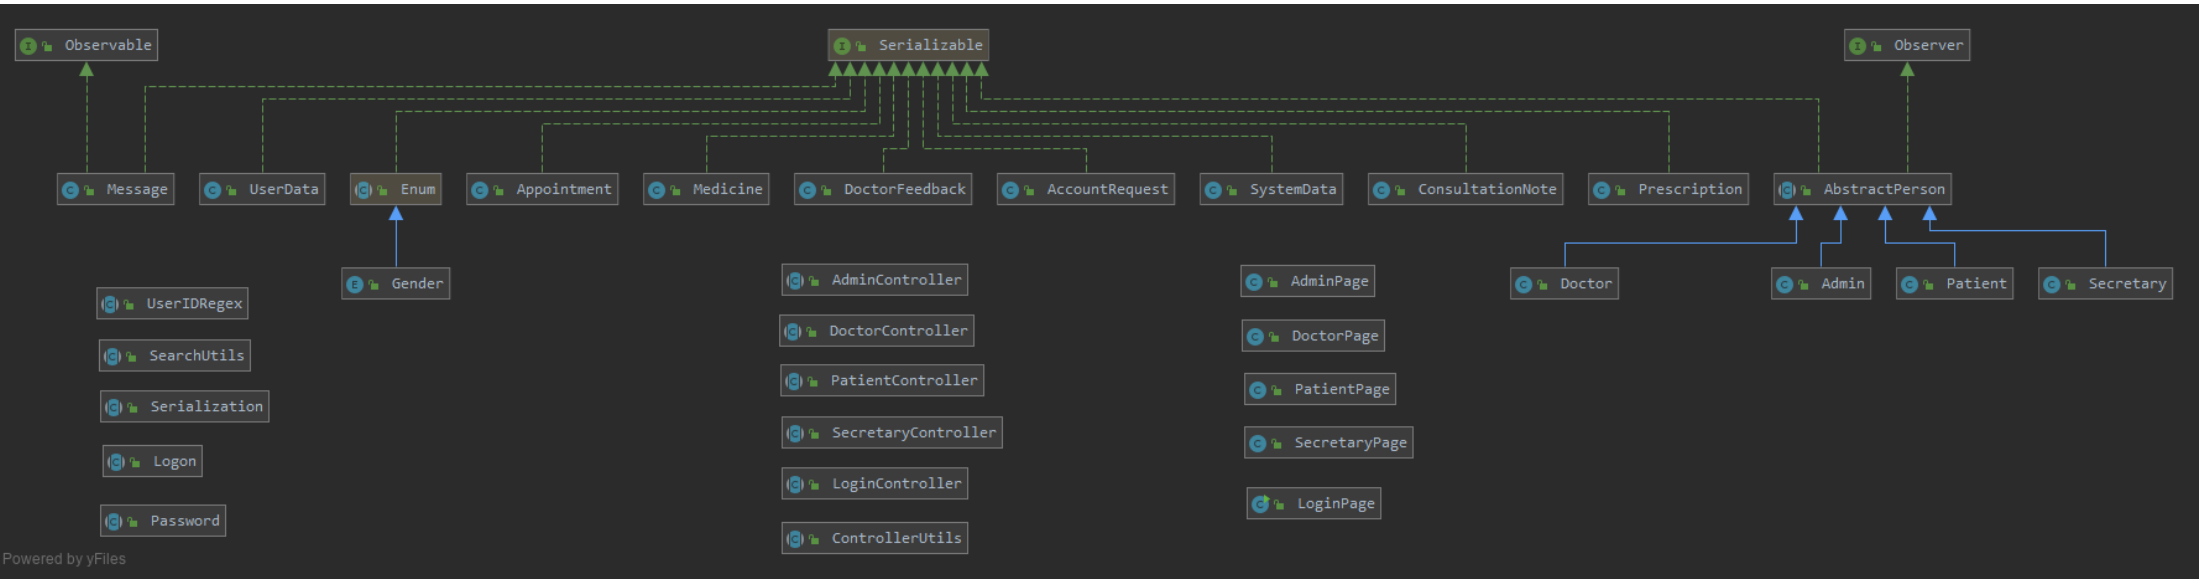 Observable
Serializable
Observer
Message
UserData
Enum
Appointment
Medicine
DoctorFeedback
AccountRequest
SystemData
ConsultationNote
Prescription
AbstractPerson
Gender
Doctor
Admin
Patient
Secretary
UserIDRegex
SearchUtils
Serialization
Logon
Password
AdminController
DoctorController
PatientController
SecretaryController
LoginController
ControllerUtils
AdminPage
DoctorPage
PatientPage
SecretaryPage
LoginPage
Powered by yFiles